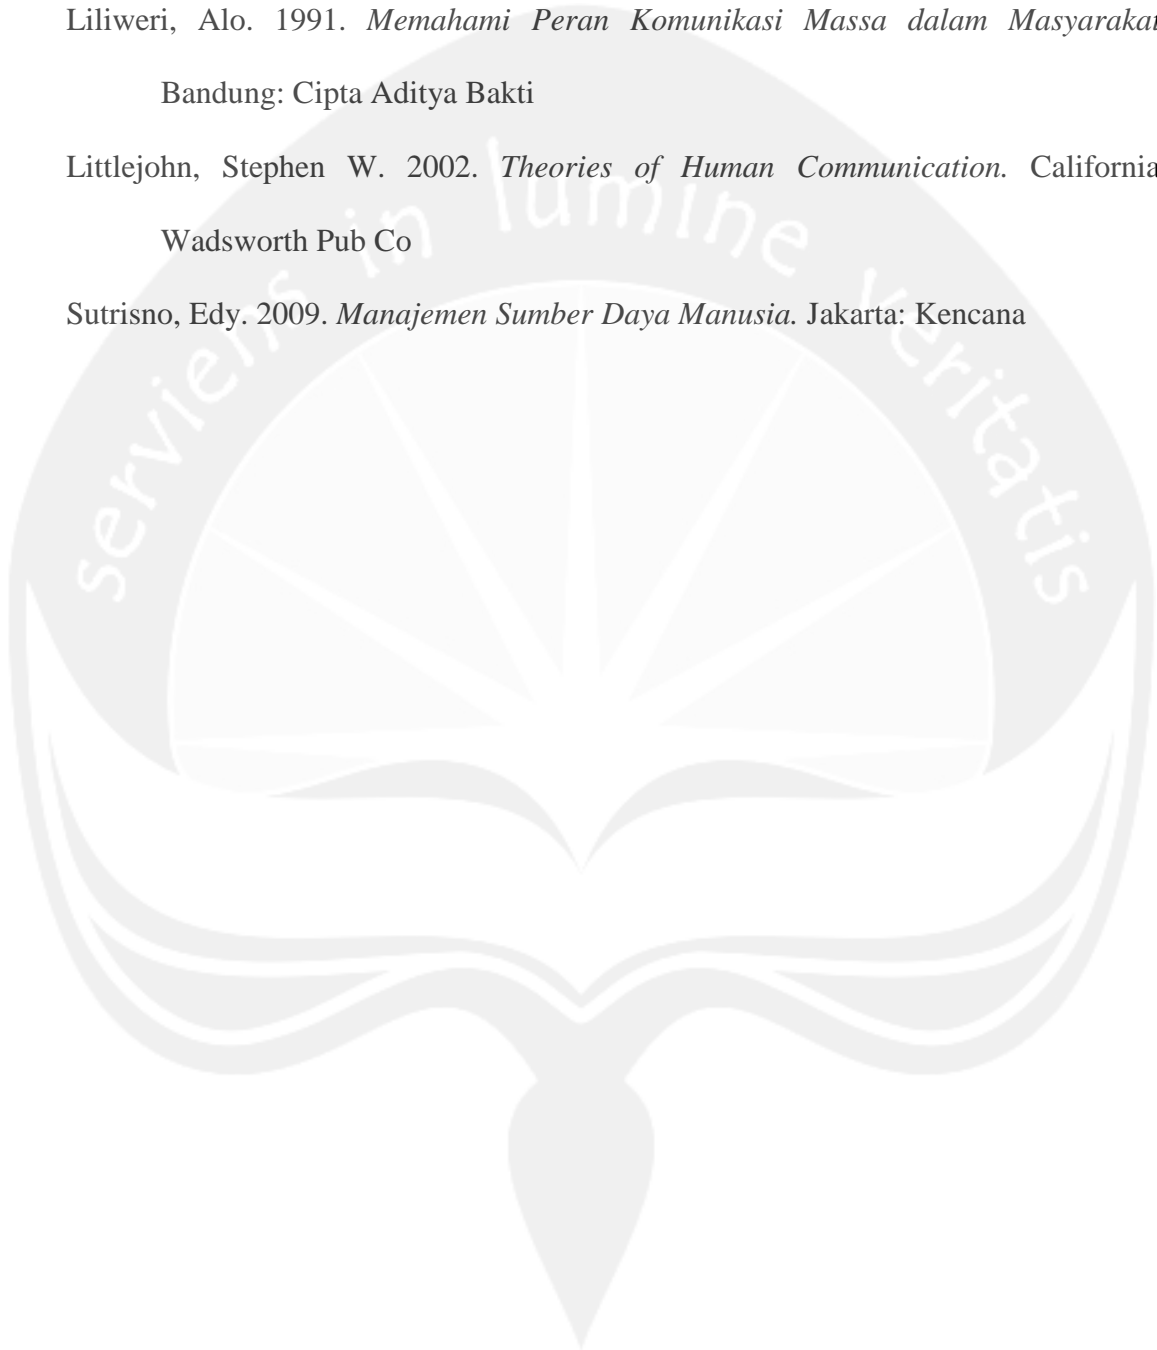 Liliweri, Alo. 1991. Memahami Peran Komunikasi Massa dalam Masyarakat
Bandung: Cipta Aditya Bakti
Littlejohn, Stephen W. 2002. Theories of Human Communication. California
Wadsworth Pub Co
Sutrisno, Edy. 2009. Manajemen Sumber Daya Manusia. Jakarta: Kencana
serviens in lumine veritatis